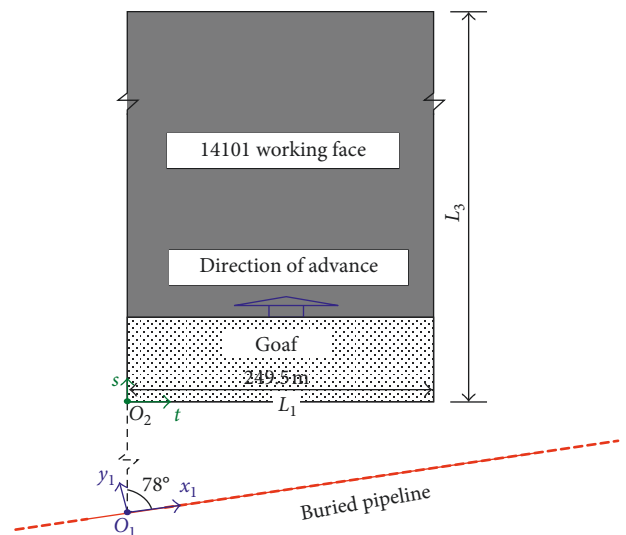 14101 working face
L3
Direction of advance
Goaf
249.5 m
s
L1
O2
t
y1
78°
x1
Buried pipeline
O1